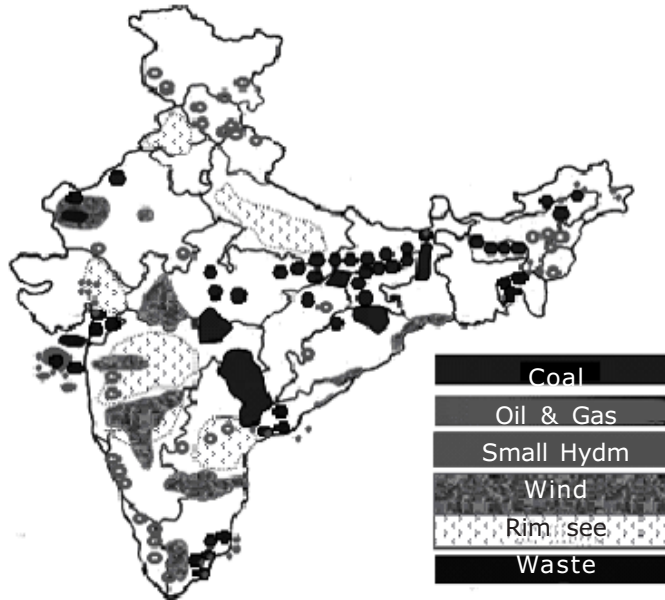 Coal
Oil & Gas
Small Hydm
Wind
Rim see
Waste